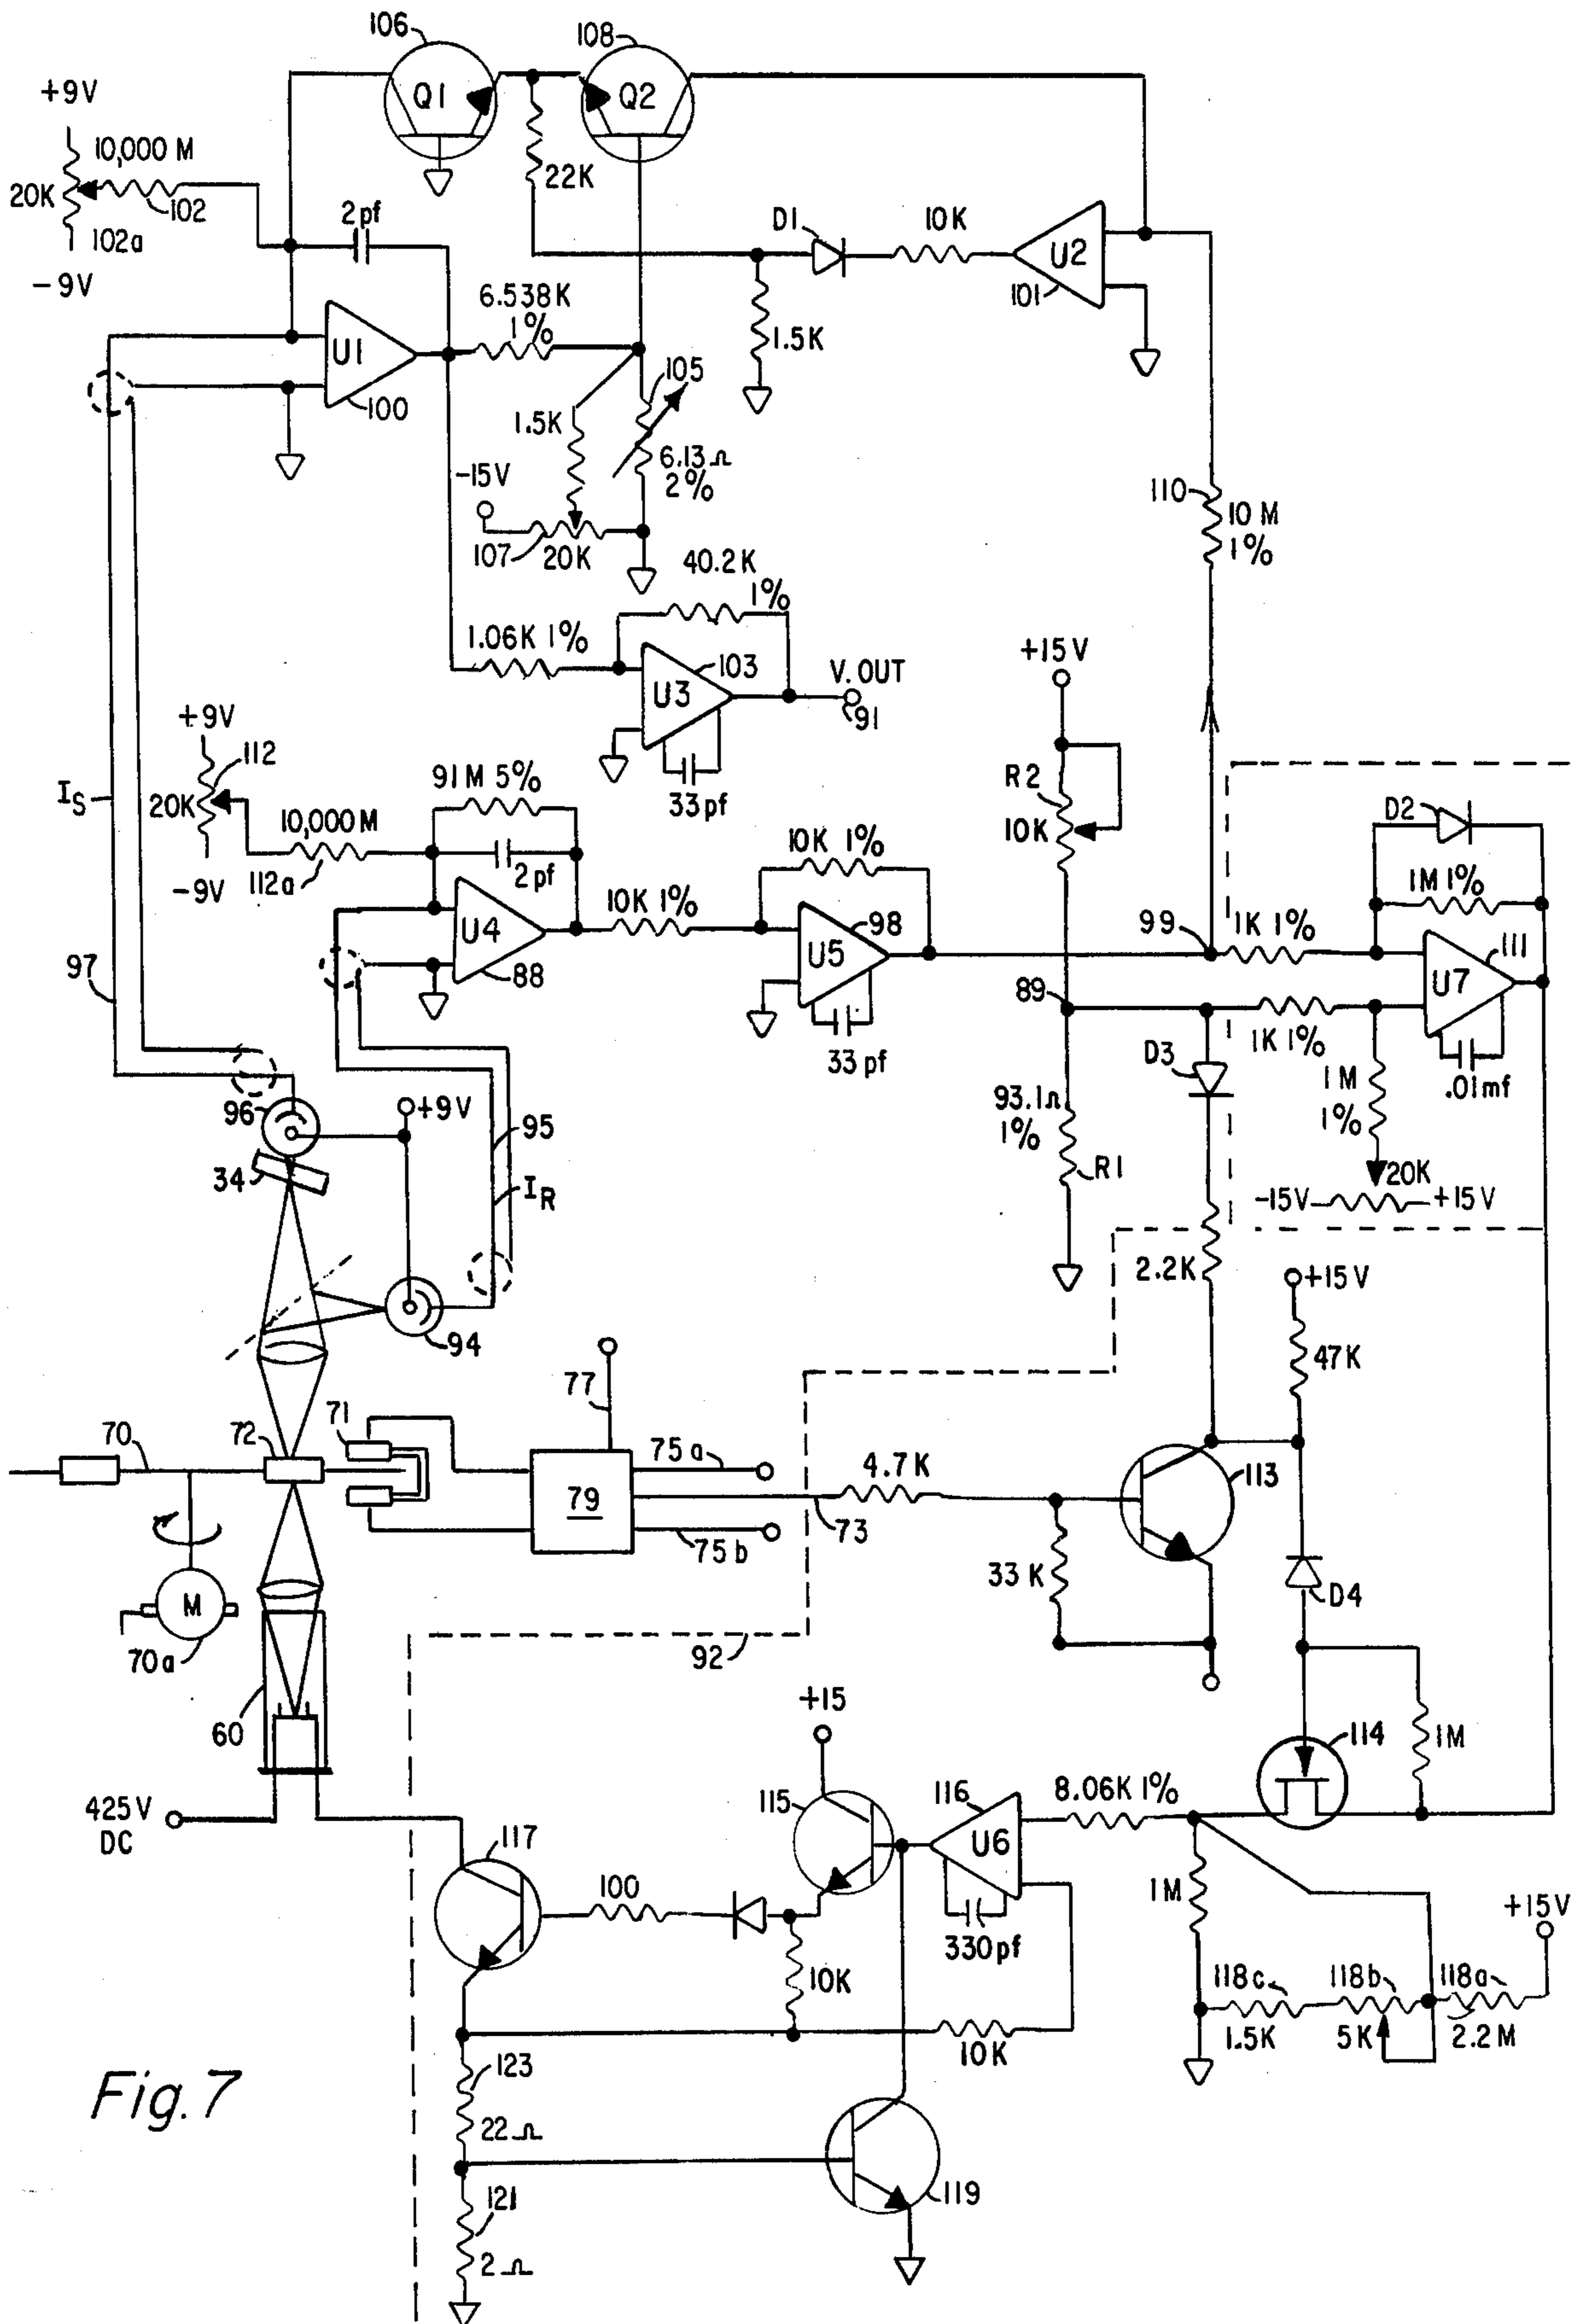 106
108
+9V
Q1
Q2
10,000 M
20K
22K
102
2pf
D1
10K
102a
U2
-9V
101
6.538K
1%
U1
1.5K
105
100
1.5K
6.13Ω
2%
-15V
110
10 M
1%
107
20K
40.2K
1%
1.06K 1%
103
+15V
V. OUT
U3
91
+9V
112
91M 5%
R2
33pf
IS
20K
10,000M
10K
D2
10K 1%
2pf
1M 1%
-9V
112a
10K 1%
98
99
1K 1%
111
U4
U5
U7
97
88
89
33 pf
D3
1K 1%
1M
1%
.01mf
93.1Ω
1%
96
+9V
95
R1
20K
34
IR
-15V
+15V
2.2K
+15V
94
47K
77
70
72
71
75a
4.7K
113
79
73
75b
33 K
D4
M
70a
92
60
+15
114
1M
425V
DC
115
116
8.06K 1%
117
U6
100
1M
+15V
330pf
10K
118c
118b
118a
1.5K
5K
2.2M
10K
Fig. 7
123
22Ω
119
121
2Ω